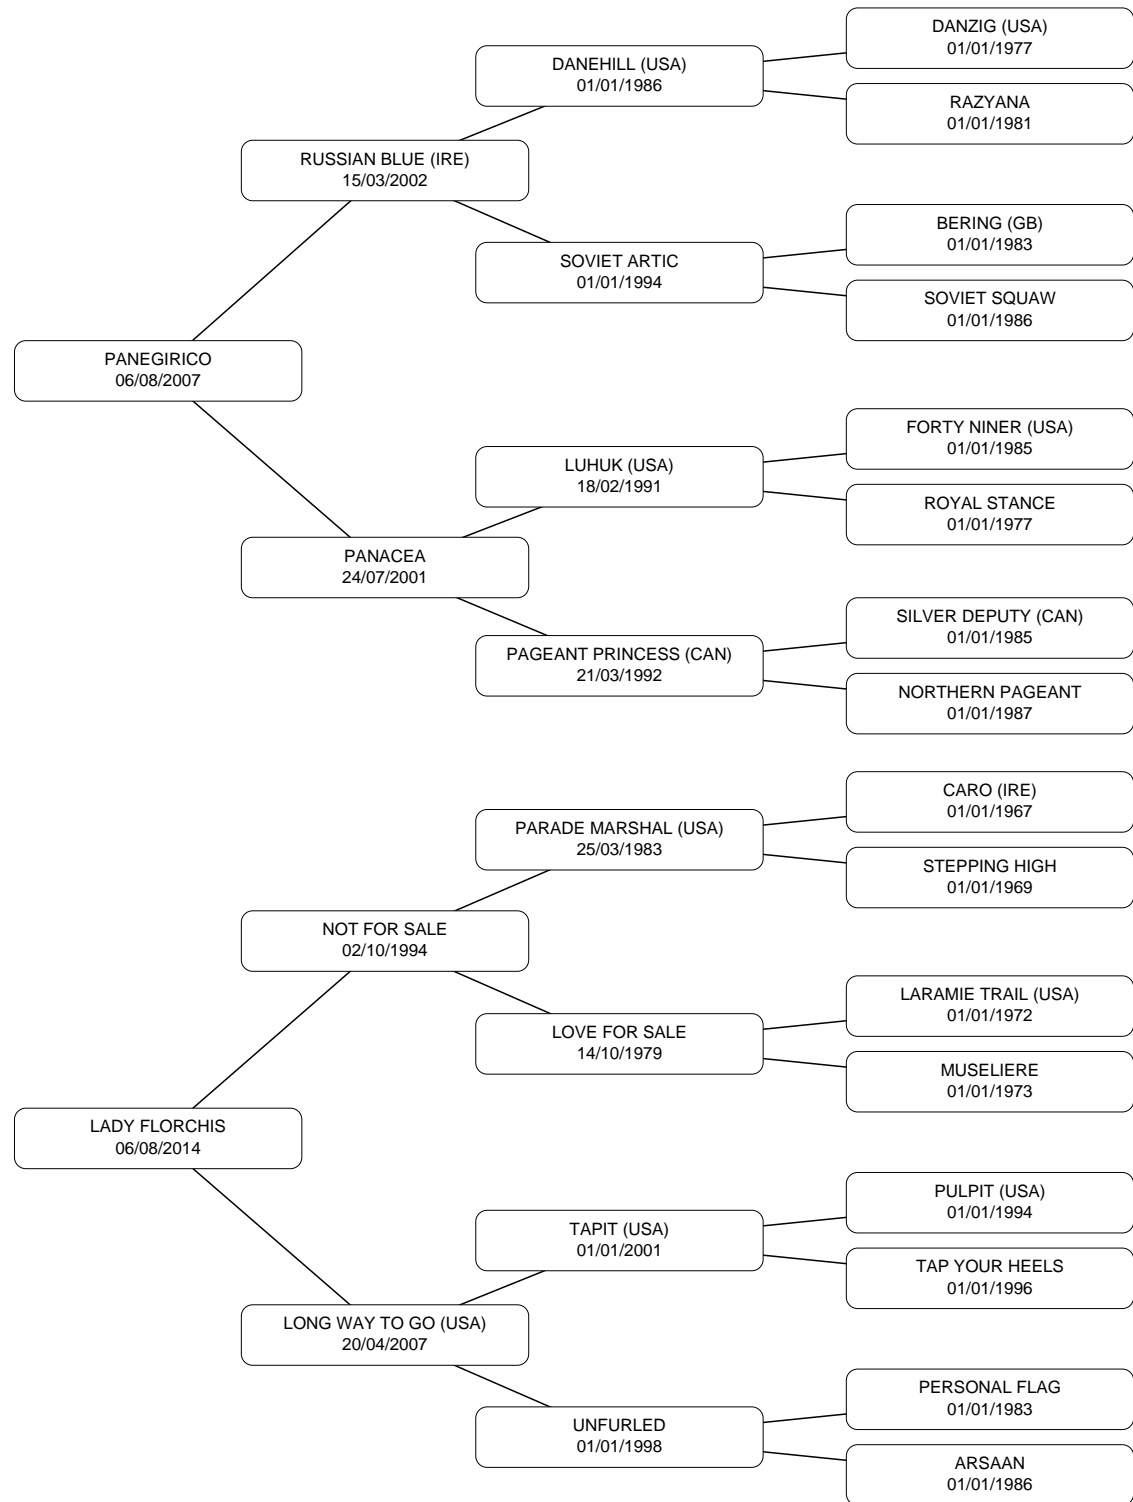 DANZIG (USA)
01/01/1977
DANEHILL (USA)
01/01/1986
RAZYANA
01/01/1981
RUSSIAN BLUE (IRE)
15/03/2002
BERING (GB)
01/01/1983
SOVIET ARTIC
01/01/1994
SOVIET SQUAW
01/01/1986
PANEGIRICO
06/08/2007
FORTY NINER (USA)
01/01/1985
LUHUK (USA)
18/02/1991
ROYAL STANCE
01/01/1977
PANACEA
24/07/2001
SILVER DEPUTY (CAN)
01/01/1985
PAGEANT PRINCESS (CAN)
21/03/1992
NORTHERN PAGEANT
01/01/1987
CARO (IRE)
01/01/1967
PARADE MARSHAL (USA)
25/03/1983
STEPPING HIGH
01/01/1969
NOT FOR SALE
02/10/1994
LARAMIE TRAIL (USA)
01/01/1972
LOVE FOR SALE
14/10/1979
MUSELIERE
01/01/1973
LADY FLORCHIS
06/08/2014
PULPIT (USA)
01/01/1994
TAPIT (USA)
01/01/2001
TAP YOUR HEELS
01/01/1996
LONG WAY TO GO (USA)
20/04/2007
PERSONAL FLAG
01/01/1983
UNFURLED
01/01/1998
ARSAAN
01/01/1986